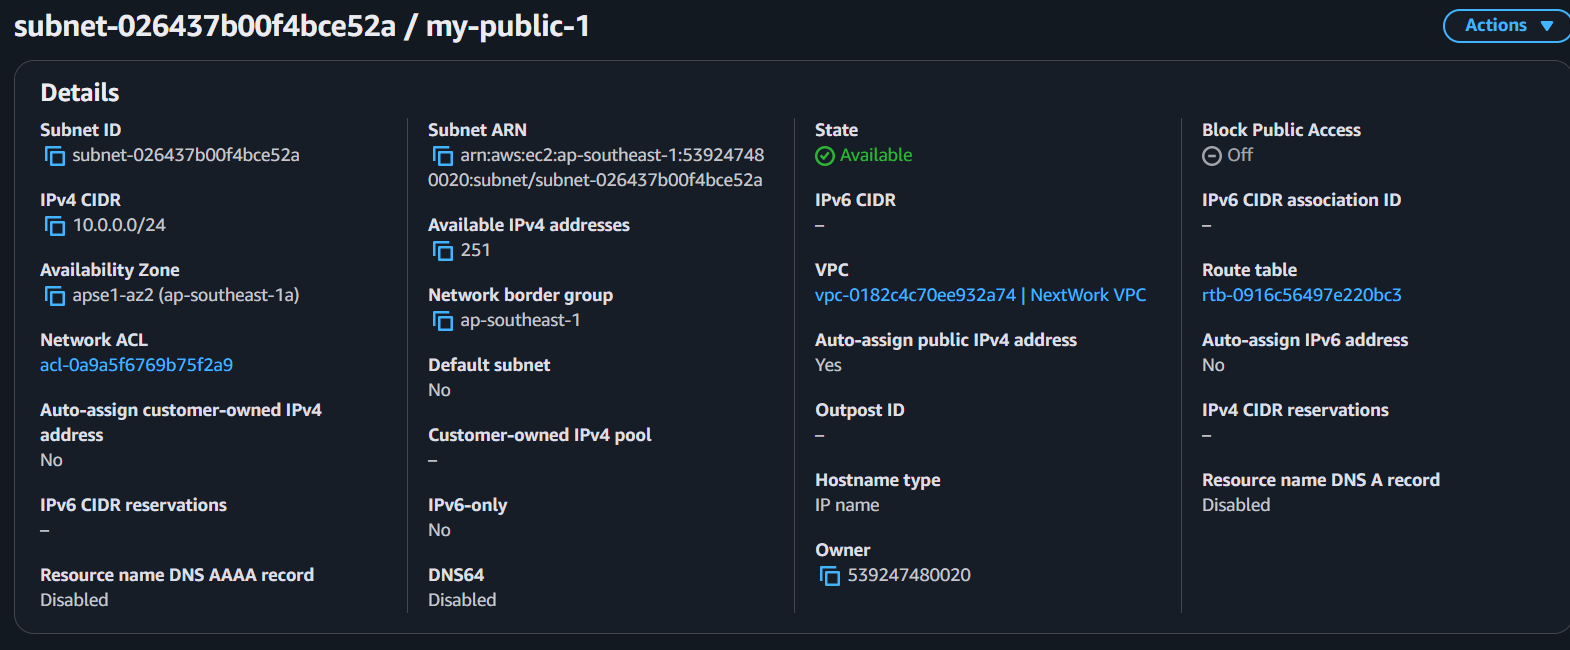 subnet-026437b00f4bce52a / my-public-1
Actions
Details
Subnet ID
subnet-026437b00f4bce52a
IPv4 CIDR
10.0.0.0/24
Availability Zone
apse1-az2 (ap-southeast-1a)
Network ACL
acl-0a9a5f6769b75f2a9
Auto-assign customer-owned IPv4
address
No
IPv6 CIDR reservations
–
Resource name DNS AAAA record
Disabled
Subnet ARN
arn:aws:ec2:ap-southeast-1:53924748
0020:subnet/subnet-026437b00f4bce52a
Available IPv4 addresses
251
Network border group
ap-southeast-1
Default subnet
No
Customer-owned IPv4 pool
–
IPv6-only
No
DNS64
Disabled
State
Available
IPv6 CIDR
–
VPC
vpc-0182c4c70ee932a74 | NextWork VPC
Auto-assign public IPv4 address
Yes
Outpost ID
–
Hostname type
IP name
Owner
539247480020
Block Public Access
Off
IPv6 CIDR association ID
–
Route table
rtb-0916c56497e220bc3
Auto-assign IPv6 address
No
IPv4 CIDR reservations
–
Resource name DNS A record
Disabled